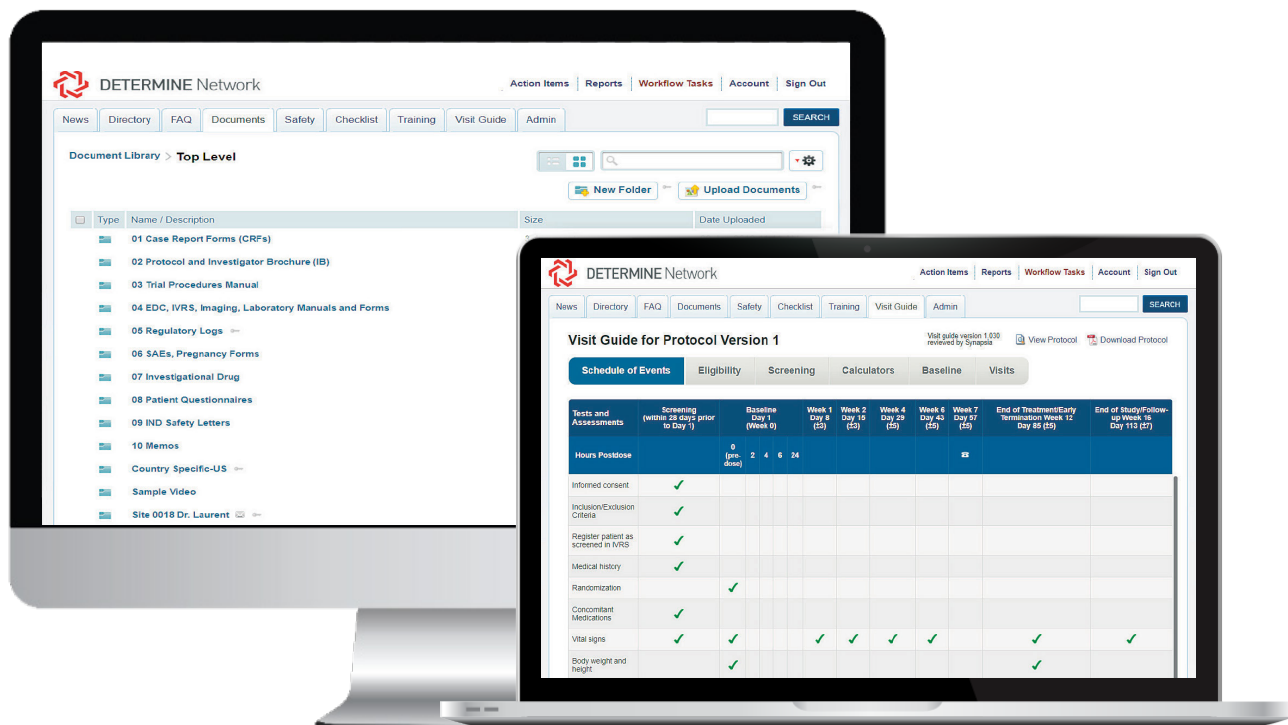 DETERMINE Network
Action Items Reports Workflow Tasks Account Sign Out
News Directory FAQ Documents Safety Checklist Training Visit Guide Admin SEARCH
Document Library > Top Level
New Folder Upload Documents
Type Name / Description Size Date Uploaded
01 Case Report Forms (CRFs)
02 Protocol and Investigator Brochure (IB)
03 Trial Procedures Manual
04 EDC, IVRS, Imaging, Laboratory Manuals and Forms
05 Regulatory Logs
06 SAEs, Pregnancy Forms
07 Investigational Drug
08 Patient Questionnaires
09 IND Safety Letters
10 Memos
Country Specific-US
Sample Video
Site 0018 Dr. Laurent
DETERMINE Network
Action Items Reports Workflow Tasks Account Sign Out
News Directory FAQ Documents Safety Checklist Training Visit Guide Admin SEARCH
Visit Guide for Protocol Version 1
Visit guide version 1.030
reviewed by Synapsia
View Protocol Download Protocol
Schedule of Events Eligibility Screening Calculators Baseline Visits
Tests and
Assessments
Screening
(within 28 days prior
to Day 1)
Baseline
Day 1
(Week 0)
Week 1
Day 8
(±3)
Week 2
Day 15
(±3)
Week 4
Day 29
(±5)
Week 6
Day 43
(±5)
Week 7
Day 57
(±5)
End of Treatment/Early
Termination Week 12
Day 85 (±5)
End of Study/Follow-
up Week 16
Day 113 (±7)
Hours Postdose
0
(pre-
dose)
2 4 6 24
Informed consent
Inclusion/Exclusion
Criteria
Register patient as
screened in IVRS
Medical history
Randomization
Concomitant
Medications
Vital signs
Body weight and
height